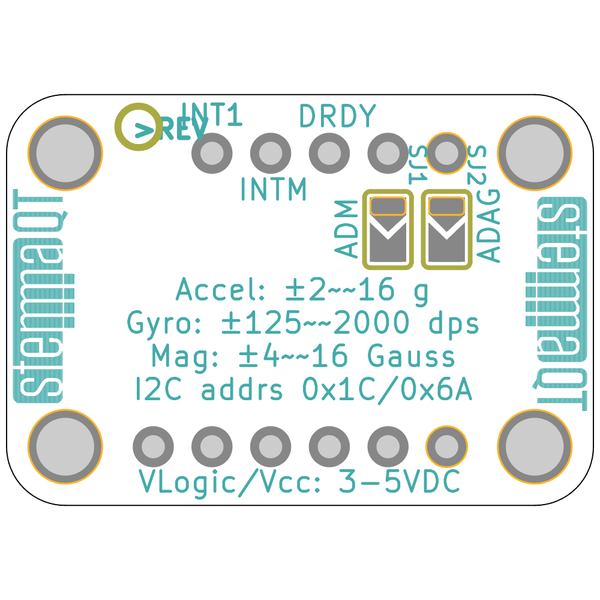 >REV
INT1
DRDY
SJ1
SJ2
INTM
ADM
ADAG
stemmaQT
stemmaQT
Accel: ±2~~16 g
Gyro: ±125~~2000 dps
Mag: ±4~~16 Gauss
I2C addrs 0x1C/0x6A
VLogic/Vcc: 3-5VDC